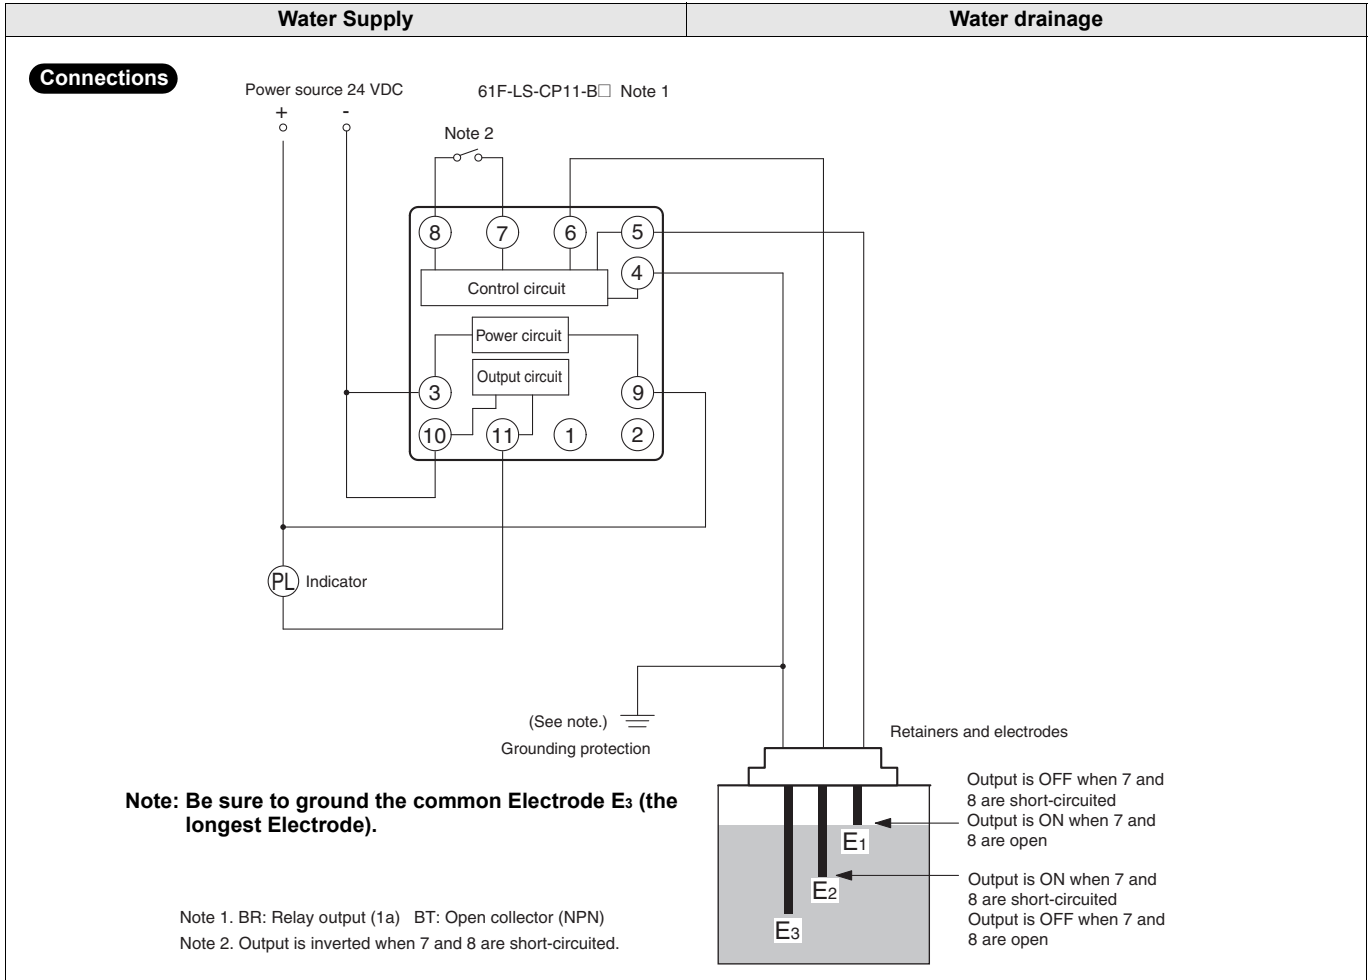 Water Supply
Water drainage
Connections
Power source 24 VDC
61F-LS-CP11-B□ Note 1
+
-
Note 2
8
7
6
5
4
Control circuit
Power circuit
Output circuit
3
9
10
11
1
2
PL
Indicator
(See note.)
Grounding protection
Retainers and electrodes
Note: Be sure to ground the common Electrode E3 (the
longest Electrode).
Output is OFF when 7 and
8 are short-circuited
Output is ON when 7 and
8 are open
E1
Output is ON when 7 and
8 are short-circuited
Output is OFF when 7 and
8 are open
E2
E3
Note 1. BR: Relay output (1a) BT: Open collector (NPN)
Note 2. Output is inverted when 7 and 8 are short-circuited.